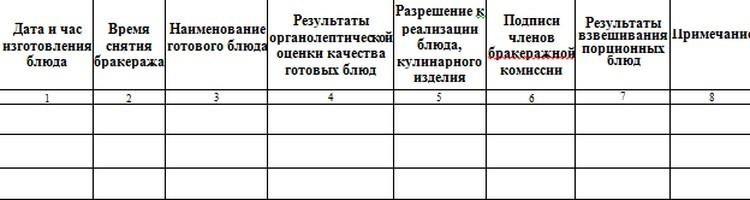 Дата и час
изготовления
блюда
Время
снятия
бракеража
Наименование
готового блюда
Результаты
органолептической
оценки качества
готовых блюд
Разрешение к
реализации
блюда,
кулинарного
изделия
Подписи
членов
бракеражной
комиссии
Результаты
взвешивания
порционных
блюд
Примечание
1 2 3 4 5 6 7 8